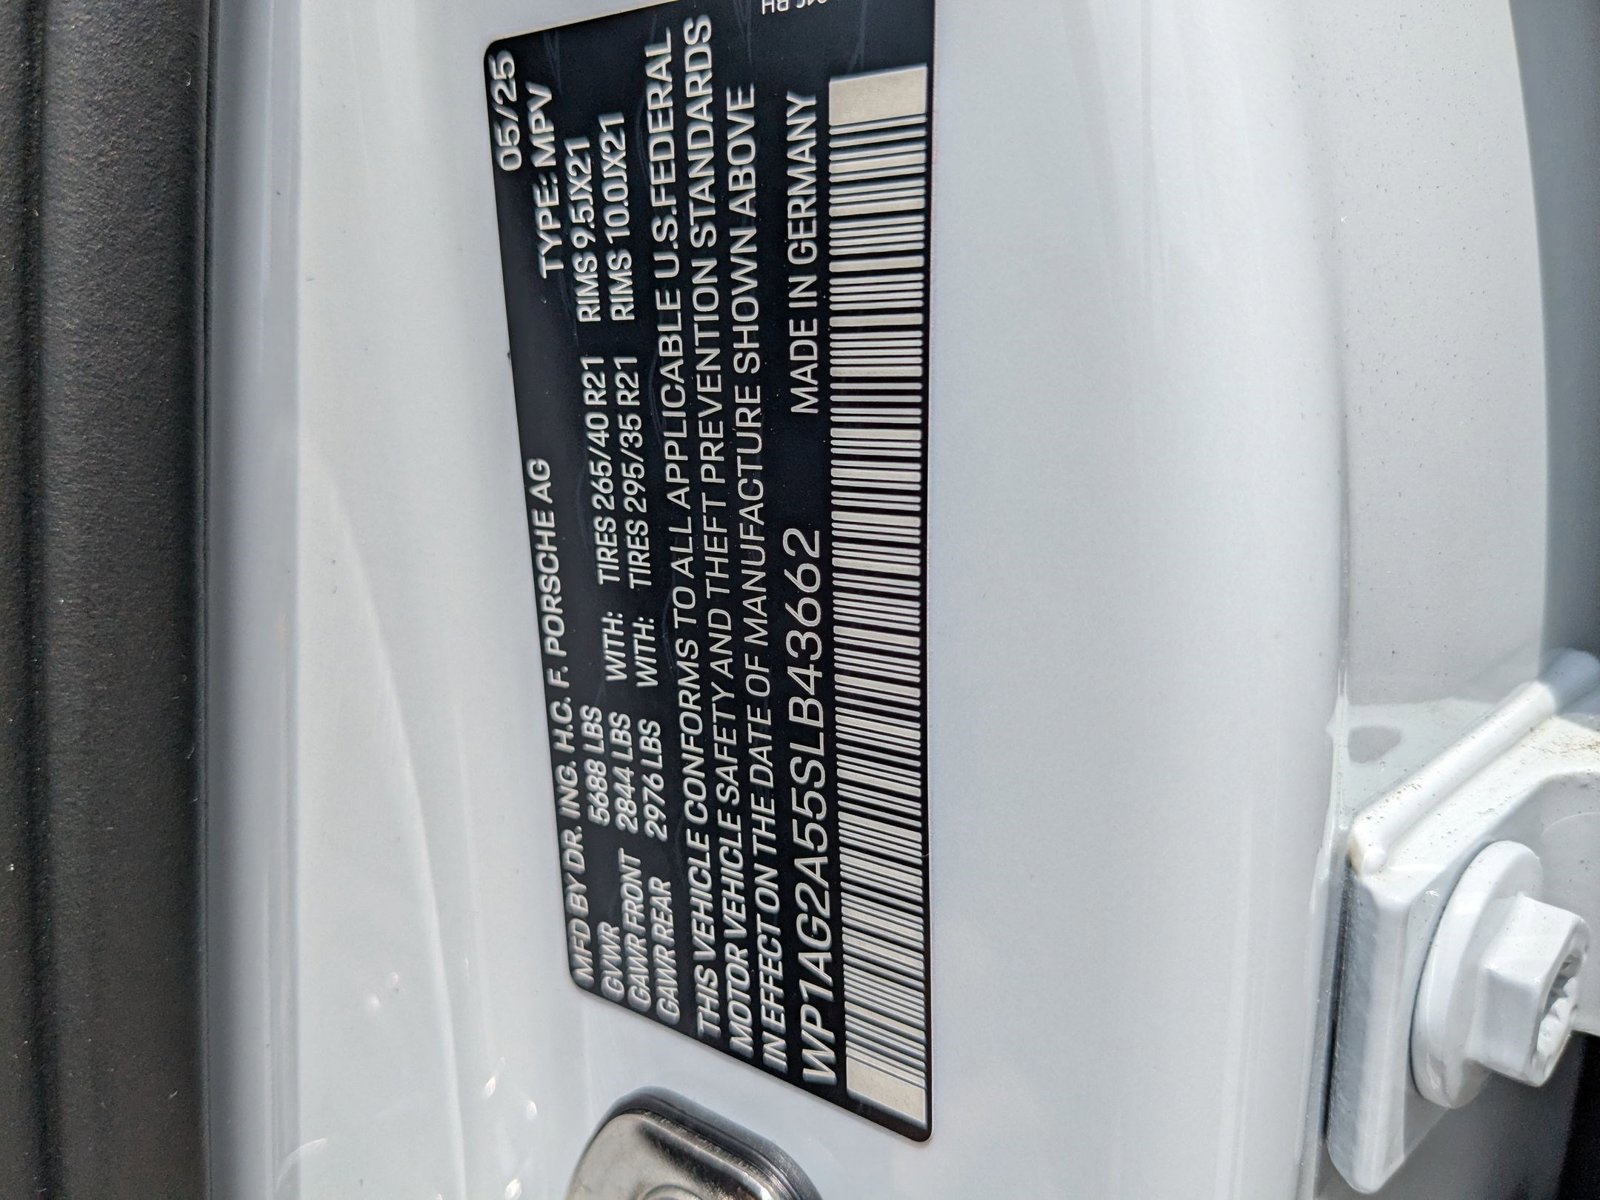 05/25
MFD BY DR. ING. H.C. F. PORSCHE AG TYPE: MPV
GVWR 5688 LBS WITH: TIRES 265/40 R21 RIMS 9.5JX21
GAWR FRONT 2844 LBS WITH: TIRES 295/35 R21 RIMS 10.0JX21
GAWR REAR 2976 LBS
THIS VEHICLE CONFORMS TO ALL APPLICABLE U.S. FEDERAL
MOTOR VEHICLE SAFETY AND THEFT PREVENTION STANDARDS
IN EFFECT ON THE DATE OF MANUFACTURE SHOWN ABOVE
WP1AG2A55SLB43662 MADE IN GERMANY